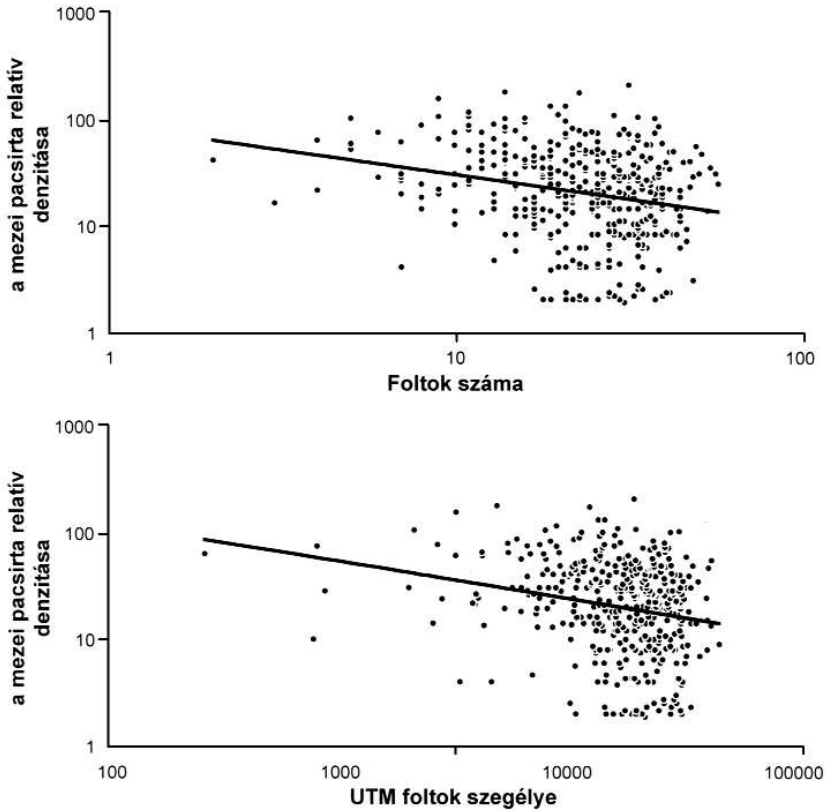 1000
100
10
1
a mezei pacsirta relatív
denzitása
1
10
100
Foltok száma
1000
100
10
1
a mezei pacsirta relatív
denzitása
100
1000
10000
100000
UTM foltok szegélye